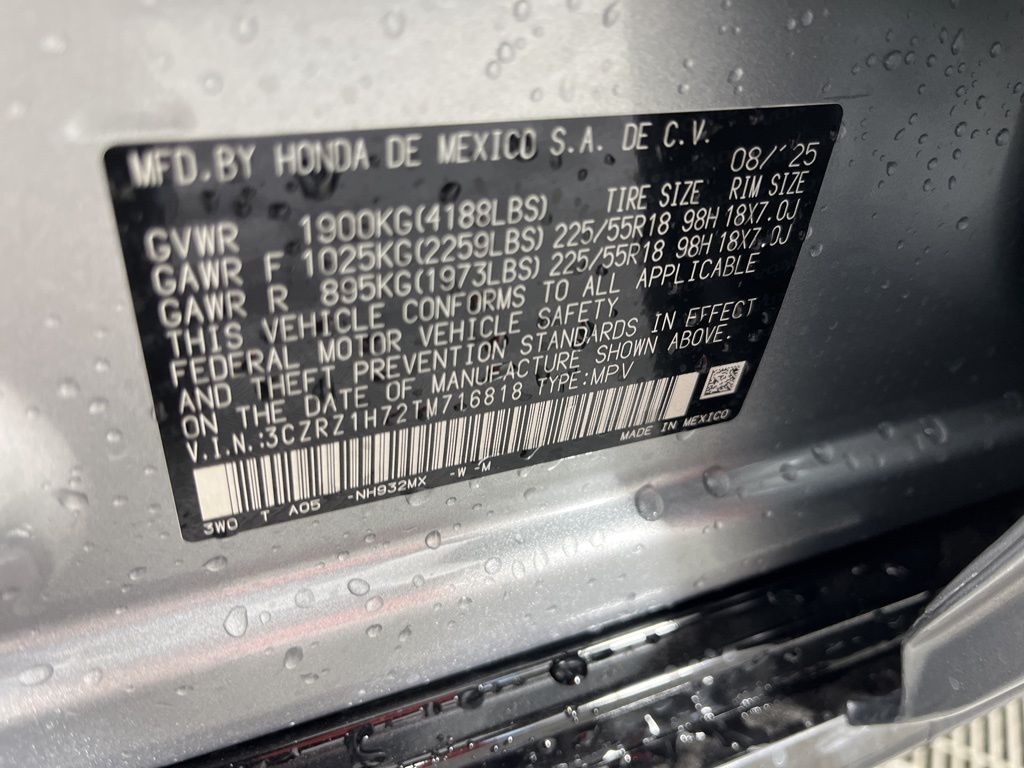 MFD.BY HONDA DE MEXICO S.A. DE C.V. 08/'25
TIRE SIZE RIM SIZE
GVWR 1900KG(4188LBS)
GAWR F 1025KG(2259LBS) 225/55R18 98H 18X7.0J
GAWR R 895KG(1973LBS) 225/55R18 98H 18X7.0J
THIS VEHICLE CONFORMS TO ALL APPLICABLE
FEDERAL MOTOR VEHICLE SAFETY
AND THEFT PREVENTION STANDARDS IN EFFECT
ON THE DATE OF MANUFACTURE SHOWN ABOVE.
V.I.N.:3CZRZ1H72TM716818 TYPE:MPV
MADE IN MEXICO
3W0 T A05 -NH932MX -W -M